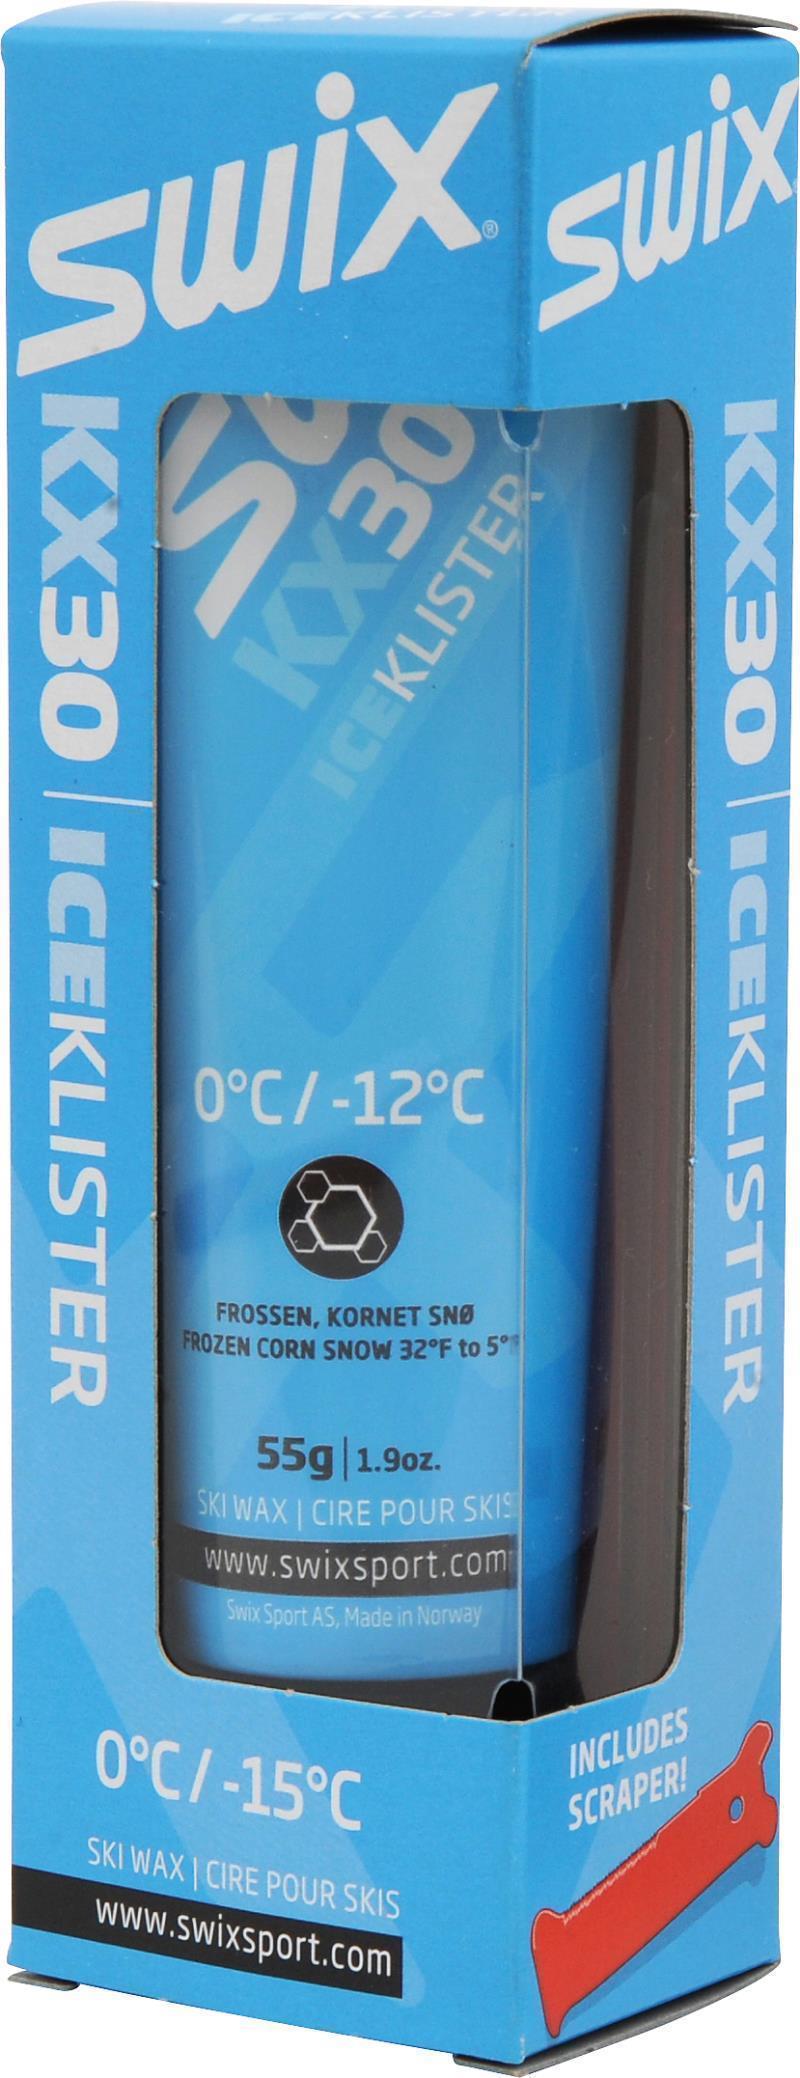 swix®
KX30 | ICEKLISTER
KX30
ICEKLISTER
0°C / -12°C
FROSSEN, KORNET SNØ
FROZEN CORN SNOW 32°F to 5°F
55g | 1.9oz.
SKI WAX | CIRE POUR SKIS
www.swixsport.com
Swix Sport AS, Made in Norway
0°C / -15°C
SKI WAX | CIRE POUR SKIS
www.swixsport.com
swix
KX30 | ICEKLISTER
INCLUDES
SCRAPER!